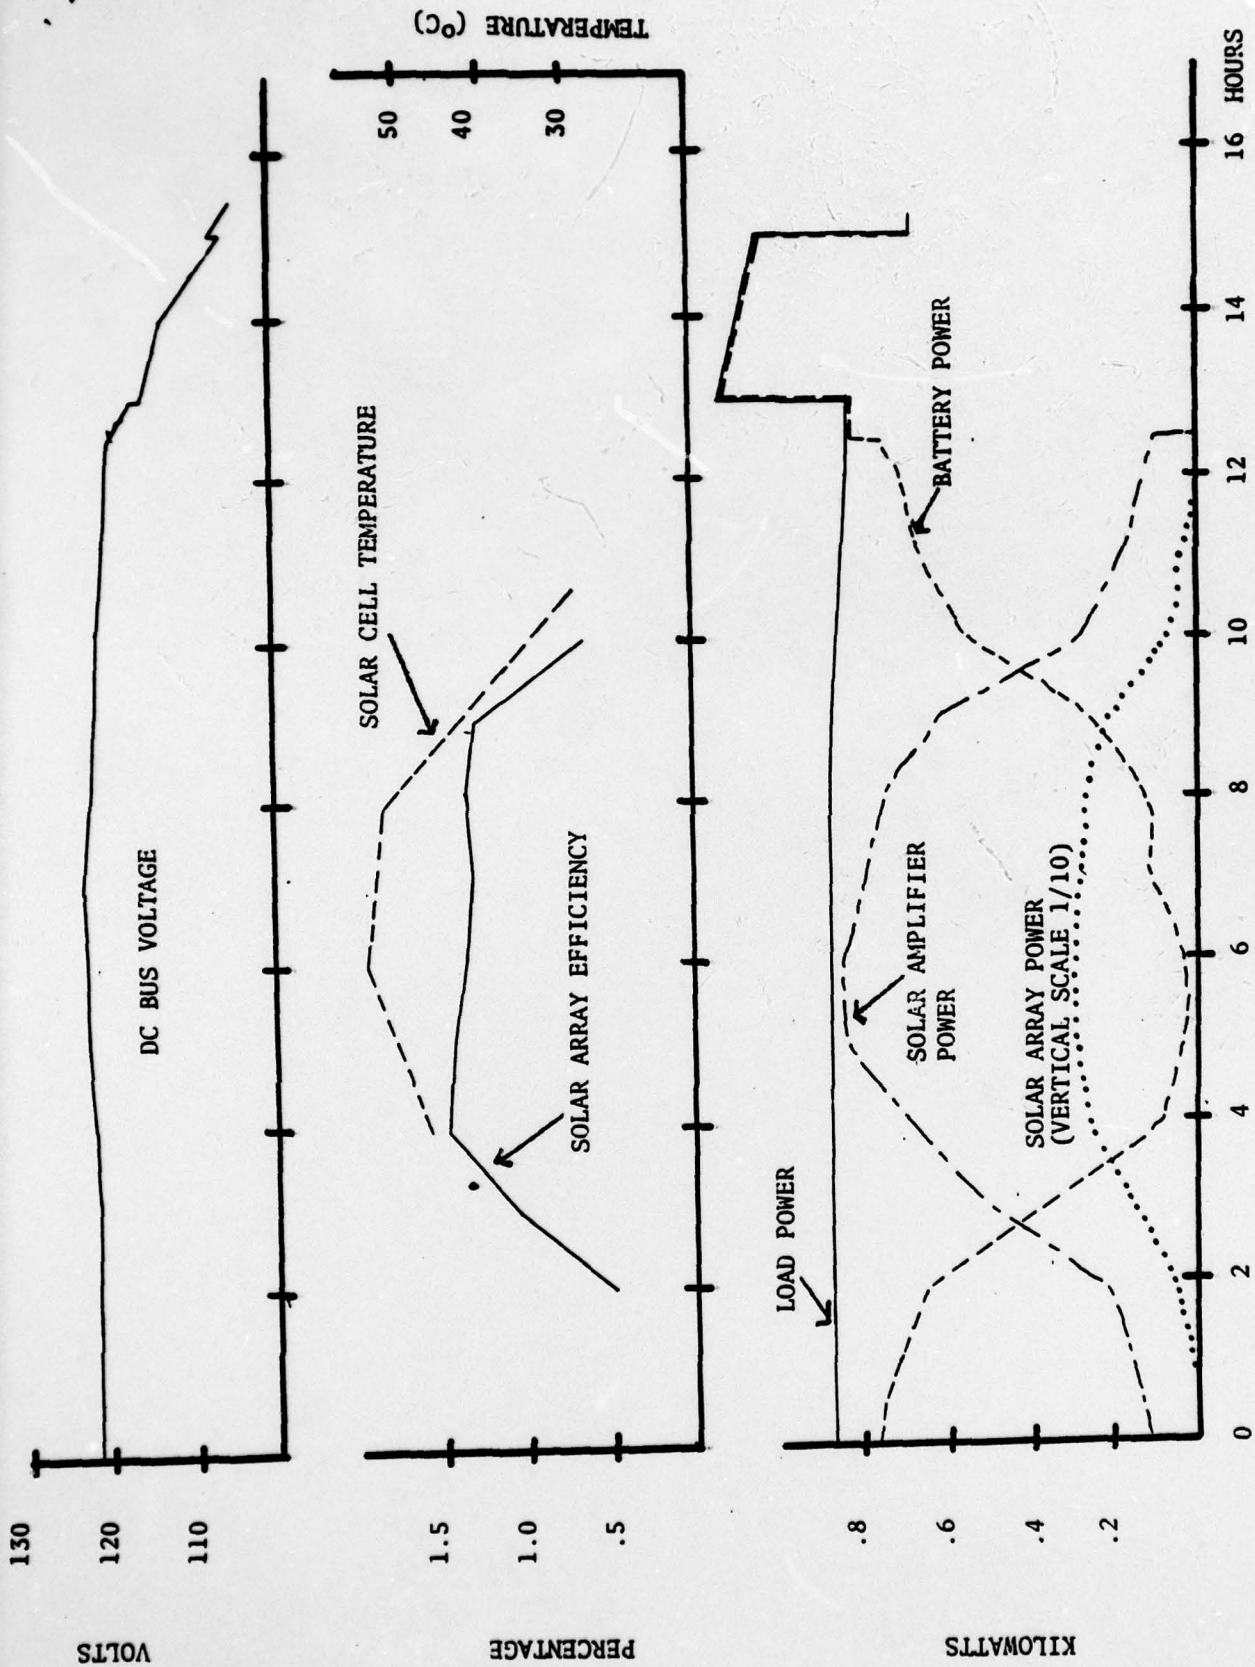 VOLTS
130
120
110
DC BUS VOLTAGE
PERCENTAGE
1.5
1.0
.5
SOLAR CELL TEMPERATURE
SOLAR ARRAY EFFICIENCY
50
40
30
TEMPERATURE (°C)
KILOWATTS
.8
.6
.4
.2
LOAD POWER
SOLAR AMPLIFIER
POWER
SOLAR ARRAY POWER
(VERTICAL SCALE 1/10)
BATTERY POWER
0
2
4
6
8
10
12
14
16
HOURS